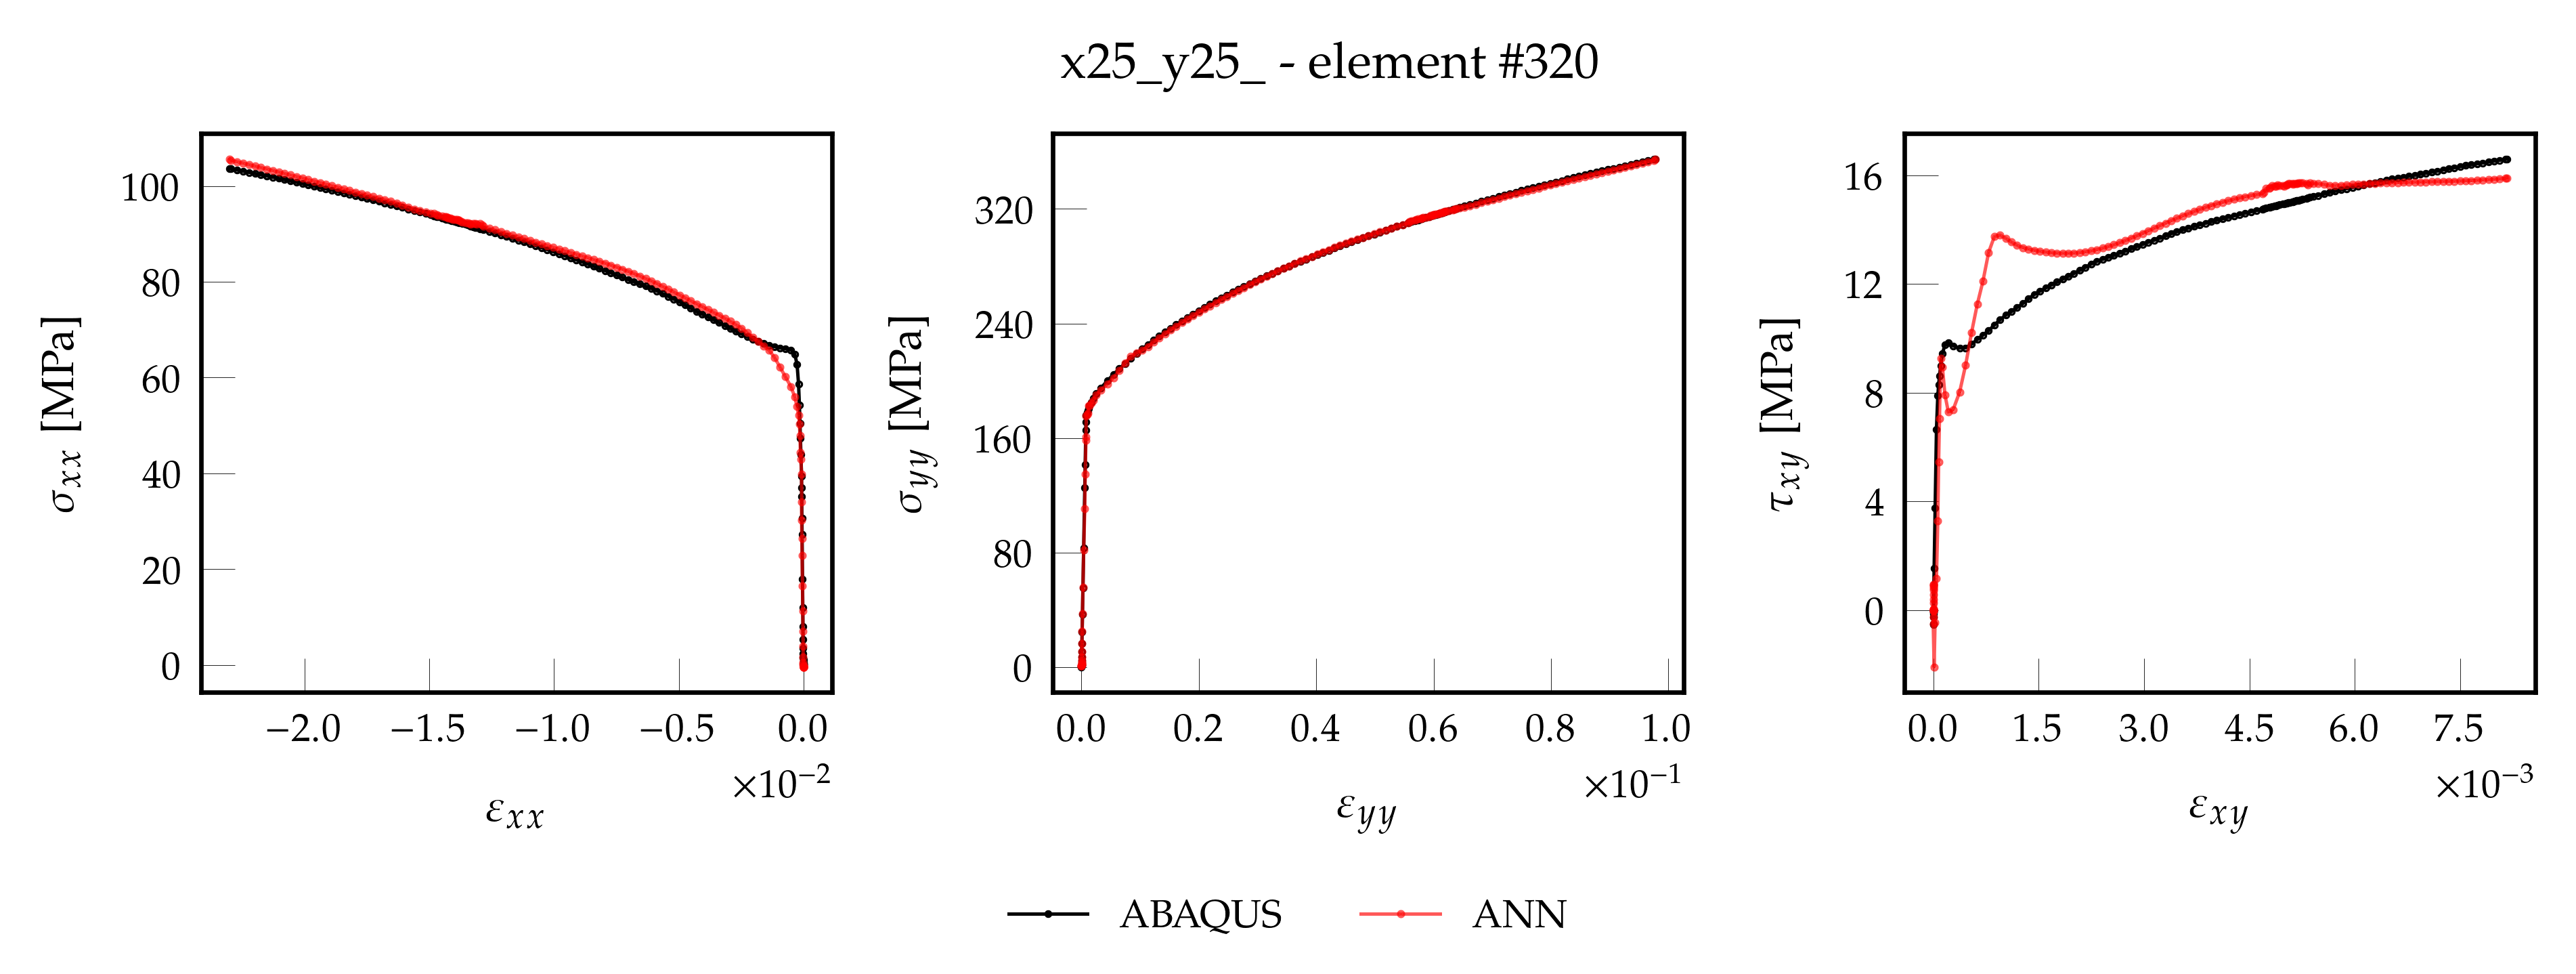 x25_y25_ - element #320
σxx [MPa]
100
80
60
40
20
0
−2.0 −1.5 −1.0 −0.5 0.0
×10−2
εxx
σyy [MPa]
320
240
160
80
0
0.0 0.2 0.4 0.6 0.8 1.0
×10−1
εyy
τxy [MPa]
16
12
8
4
0
0.0 1.5 3.0 4.5 6.0 7.5
×10−3
εxy
ABAQUS ANN